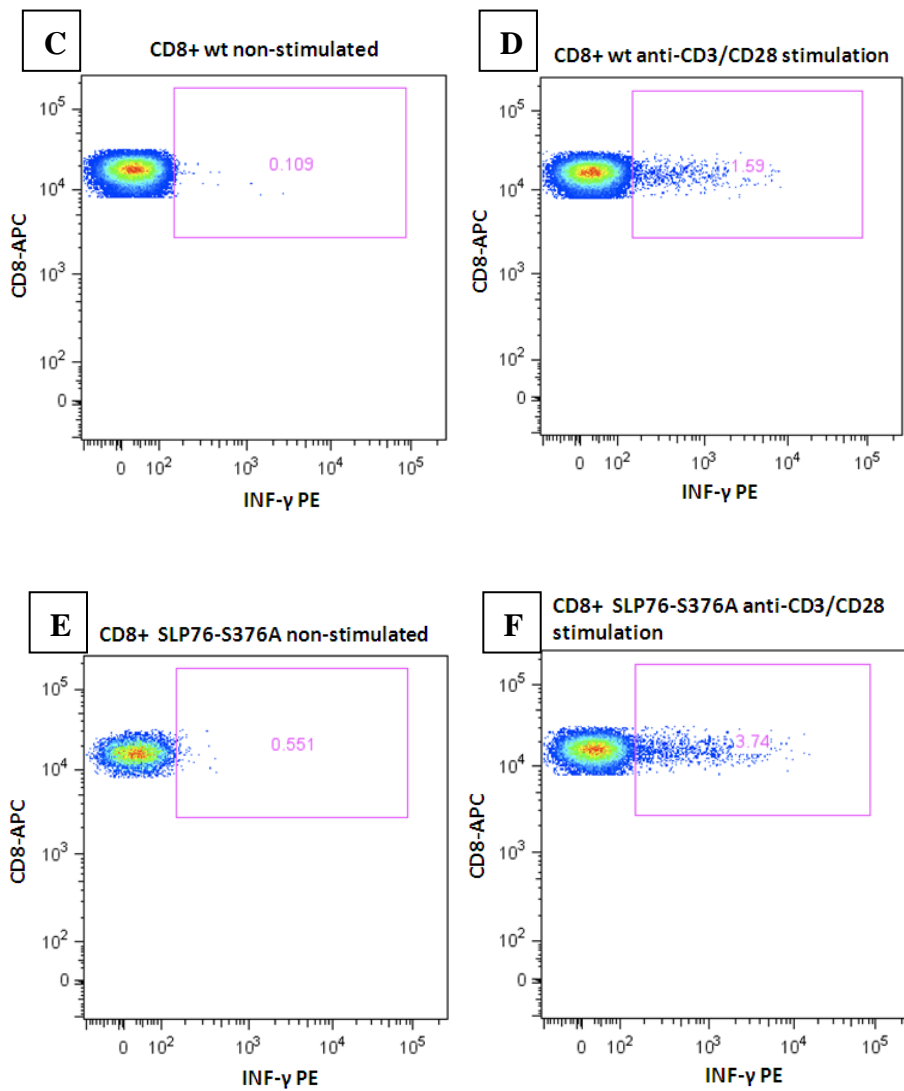 C
CD8+ wt non-stimulated
10^5
10^4
10^3
10^2
0
CD8-APC
0.109
0 10^2 10^3 10^4 10^5
INF-γ PE
D
CD8+ wt anti-CD3/CD28 stimulation
10^5
10^4
10^3
10^2
0
CD8-APC
1.59
0 10^2 10^3 10^4 10^5
INF-γ PE
E
CD8+ SLP76-S376A non-stimulated
10^5
10^4
10^3
10^2
0
CD8-APC
0.551
0 10^2 10^3 10^4 10^5
INF-γ PE
F
CD8+ SLP76-S376A anti-CD3/CD28
stimulation
10^5
10^4
10^3
10^2
0
CD8-APC
3.74
0 10^2 10^3 10^4 10^5
INF-γ PE